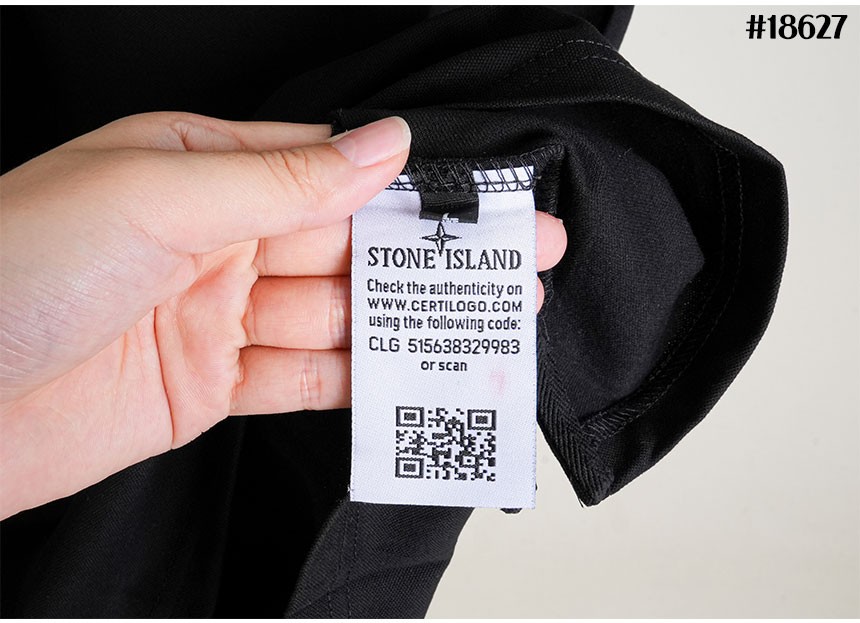 #18627
STONE ISLAND
Check the authenticity on
WWW.CERTILOGO.COM
using the following code:
CLG 515638329983
or scan